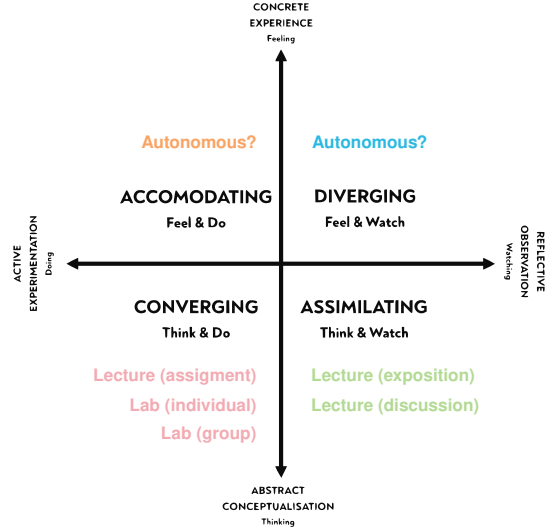 CONCRETE
EXPERIENCE
Feeling
Autonomous?
Autonomous?
ACCOMODATING
Feel & Do
DIVERGING
Feel & Watch
ACTIVE
EXPERIMENTATION
Doing
REFLECTIVE
OBSERVATION
Watching
CONVERGING
Think & Do
ASSIMILATING
Think & Watch
Lecture (assigment)
Lab (individual)
Lab (group)
Lecture (exposition)
Lecture (discussion)
ABSTRACT
CONCEPTUALISATION
Thinking